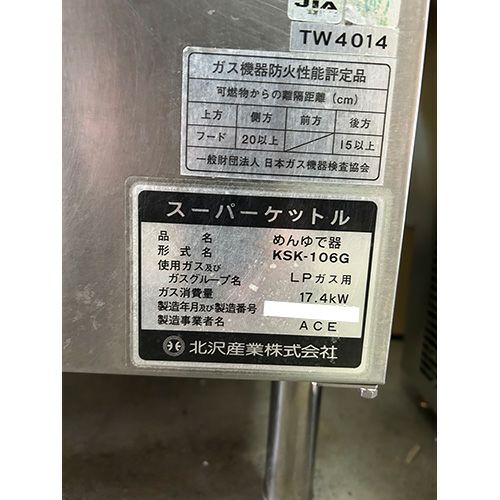 JIA
TW4014
ガス機器防火性能評定品
可燃物からの離隔距離(cm)
上方 側方 前方 後方
フード 20以上 15以上
一般財団法人 日本ガス機器検査協会
スーパーケットル
品名 めんゆで器
形式名 KSK-106G
使用ガス及び
ガスグループ名 LPガス用
ガス消費量 17.4kW
製造年月及び製造番号
製造事業者名 ACE
北沢産業株式会社